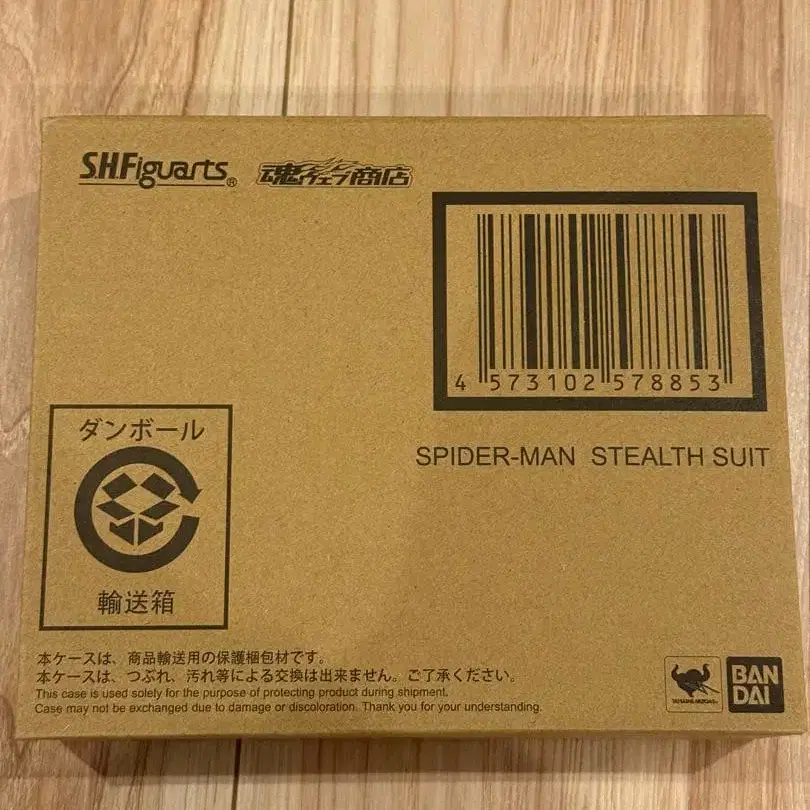 S.H.Figuarts®
魂ウェブ商店
4 573102 578853
SPIDER-MAN STEALTH SUIT
ダンボール
輸送箱
本ケースは、商品輸送用の保護梱包材です。
本ケースは、つぶれ、汚れ等による交換は出来ません。ご了承ください。
This case is used solely for the purpose of protecting product during shipment.
Case may not be exchanged due to damage or discoloration. Thank you for your understanding.
TAMASHII NATIONS
BAN
DAI